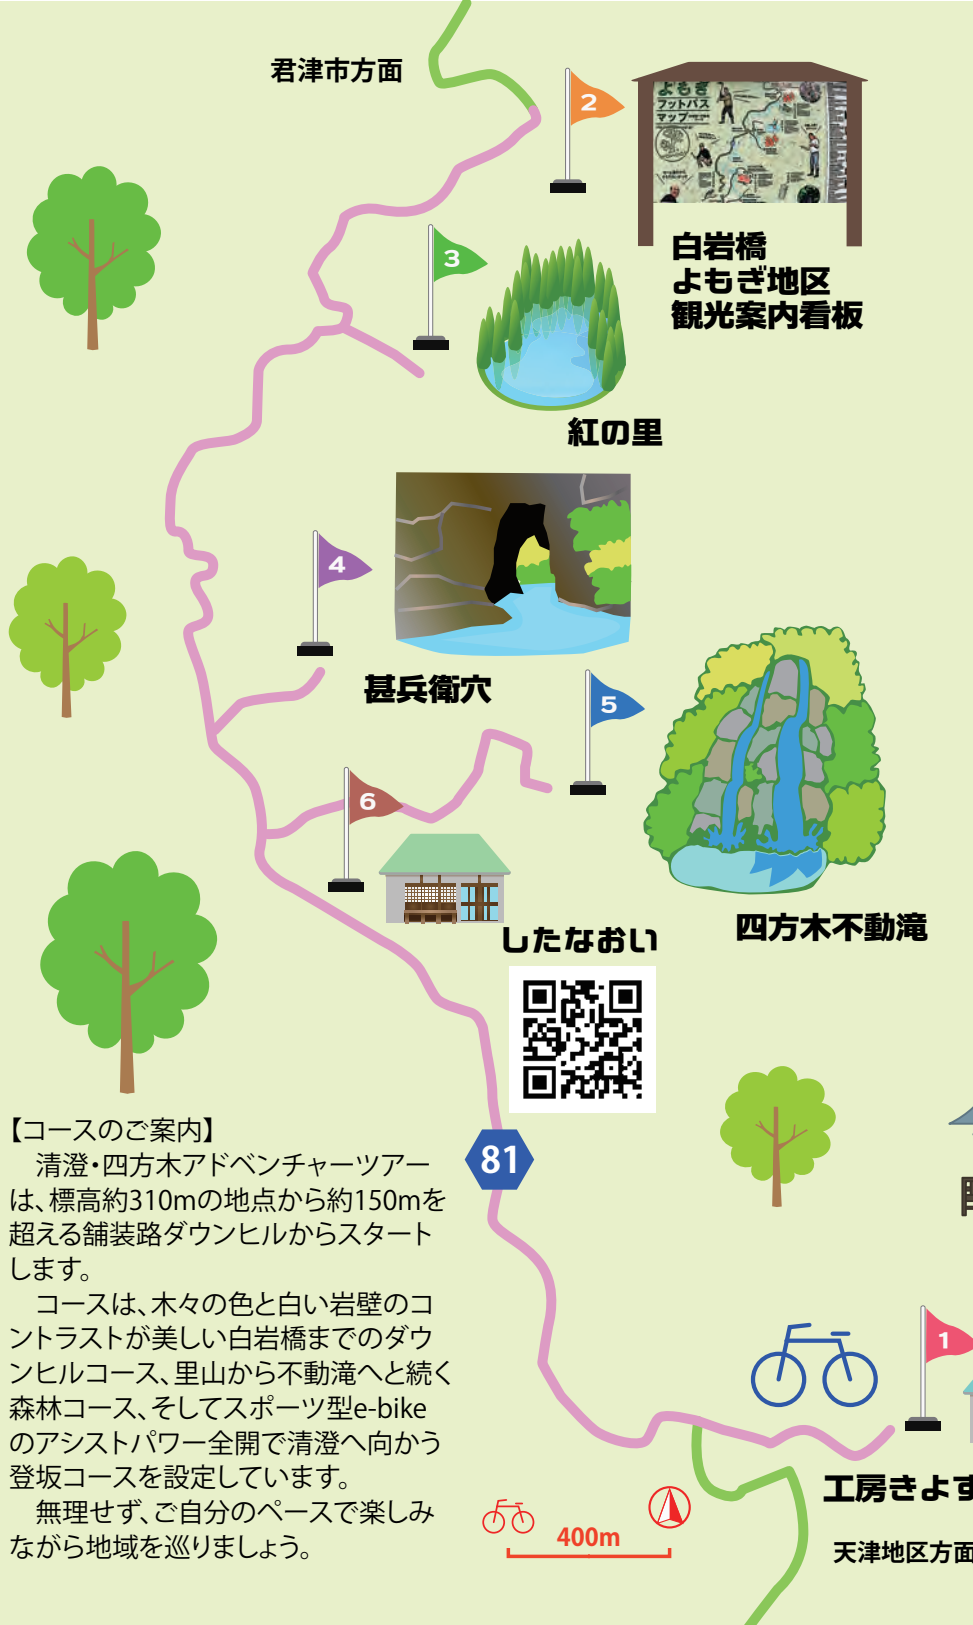 君津市方面
2
よもぎ
フットパス
マップ
白岩橋
よもぎ地区
観光案内看板
3
紅の里
4
甚兵衛穴
5
四方木不動滝
6
したなおい
【コースのご案内】
清澄・四方木アドベンチャーツアー
は、標高約310mの地点から約150mを
超える舗装路ダウンヒルからスタート
します。
コースは、木々の色と白い岩壁のコ
ントラストが美しい白岩橋までのダウ
ンヒルコース、里山から不動滝へと続く
森林コース、そしてスポーツ型e-bike
のアシストパワー全開で清澄へ向かう
登坂コースを設定しています。
無理せず、ご自分のペースで楽しみ
ながら地域を巡りましょう。
81
1
工房きよす
400m
天津地区方面